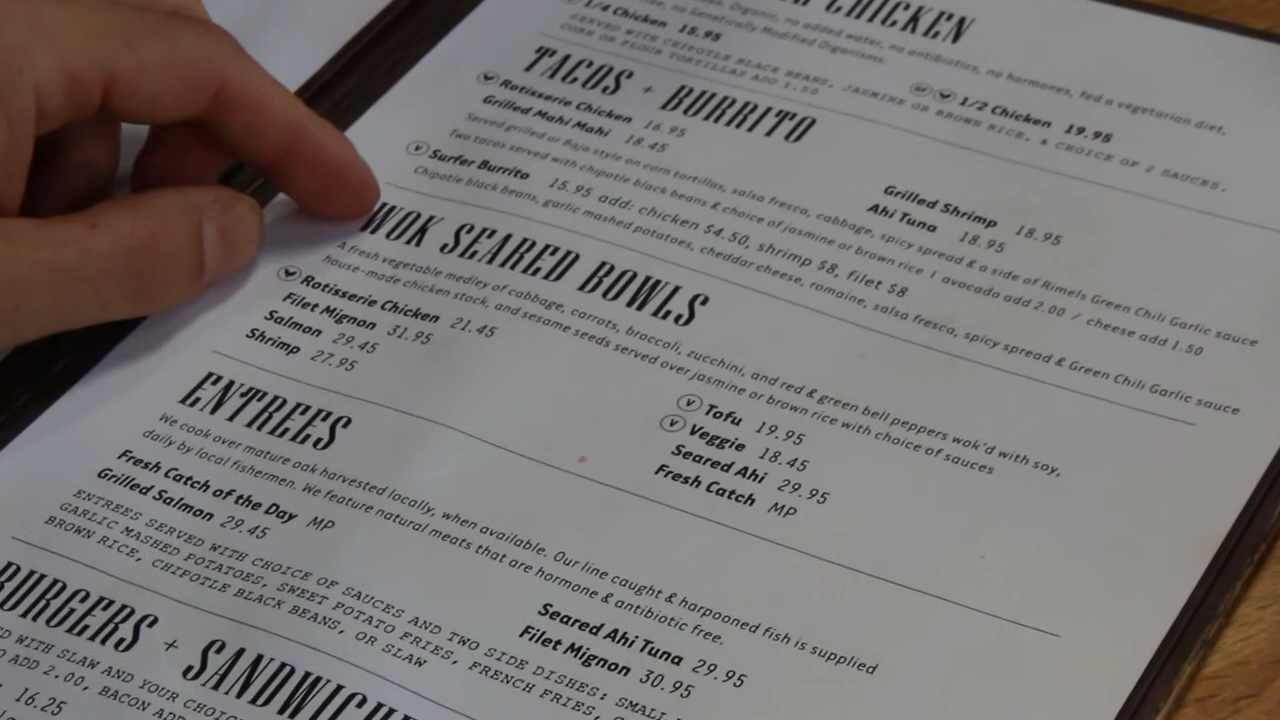 CHICKEN
Organic, no added water, no antibiotics, no hormones, fed a vegetarian diet,
no Genetically Modified Organisms.
1/4 Chicken 15.95
1/2 Chicken 19.95
SERVED WITH CHIPOTLE BLACK BEANS, JASMINE OR BROWN RICE, & CHOICE OF 2 SAUCES.
CORN OR FLOUR TORTILLAS ADD 1.50
TACOS + BURRITO
Rotisserie Chicken 16.95
Grilled Mahi Mahi 18.45
Grilled Shrimp 18.95
Ahi Tuna 18.95
Served grilled or Baja style on corn tortillas, salsa fresca, cabbage, spicy spread & a side of Rimels Green Chili Garlic sauce
Two tacos served with chipotle black beans & choice of jasmine or brown rice | avocado add 2.00 / cheese add 1.50
V Surfer Burrito 15.95 add: chicken $4.50, shrimp $8, filet $8
Chipotle black beans, garlic mashed potatoes, cheddar cheese, romaine, salsa fresca, spicy spread & Green Chili Garlic sauce
WOK SEARED BOWLS
A fresh vegetable medley of cabbage, carrots, braccoli, zucchini, and red & green bell peppers wok'd with soy,
house-made chicken stock, and sesame seeds served over jasmine or brown rice with choice of sauces
Rotisserie Chicken 21.45
Filet Mignon 31.95
Salmon 29.45
Shrimp 27.95
V Tofu 19.95
V Veggie 18.45
Seared Ahi 29.95
Fresh Catch MP
ENTREES
We cook over mature oak harvested locally, when available. Our line caught & harpooned fish is supplied
daily by local fishermen. We feature natural meats that are hormone & antibiotic free.
Fresh Catch of the Day MP
Grilled Salmon 29.45
Seared Ahi Tuna 29.95
Filet Mignon 30.95
ENTREES SERVED WITH CHOICE OF SAUCES AND TWO SIDE DISHES: SMALL
GARLIC MASHED POTATOES, SWEET POTATO FRIES, FRENCH FRIES,
BROWN RICE, CHIPOTLE BLACK BEANS, OR SLAW
BURGERS + SANDWICHE
WITH SLAW AND YOUR CHOIC
ADD 2.00, BACON ADD
16.25